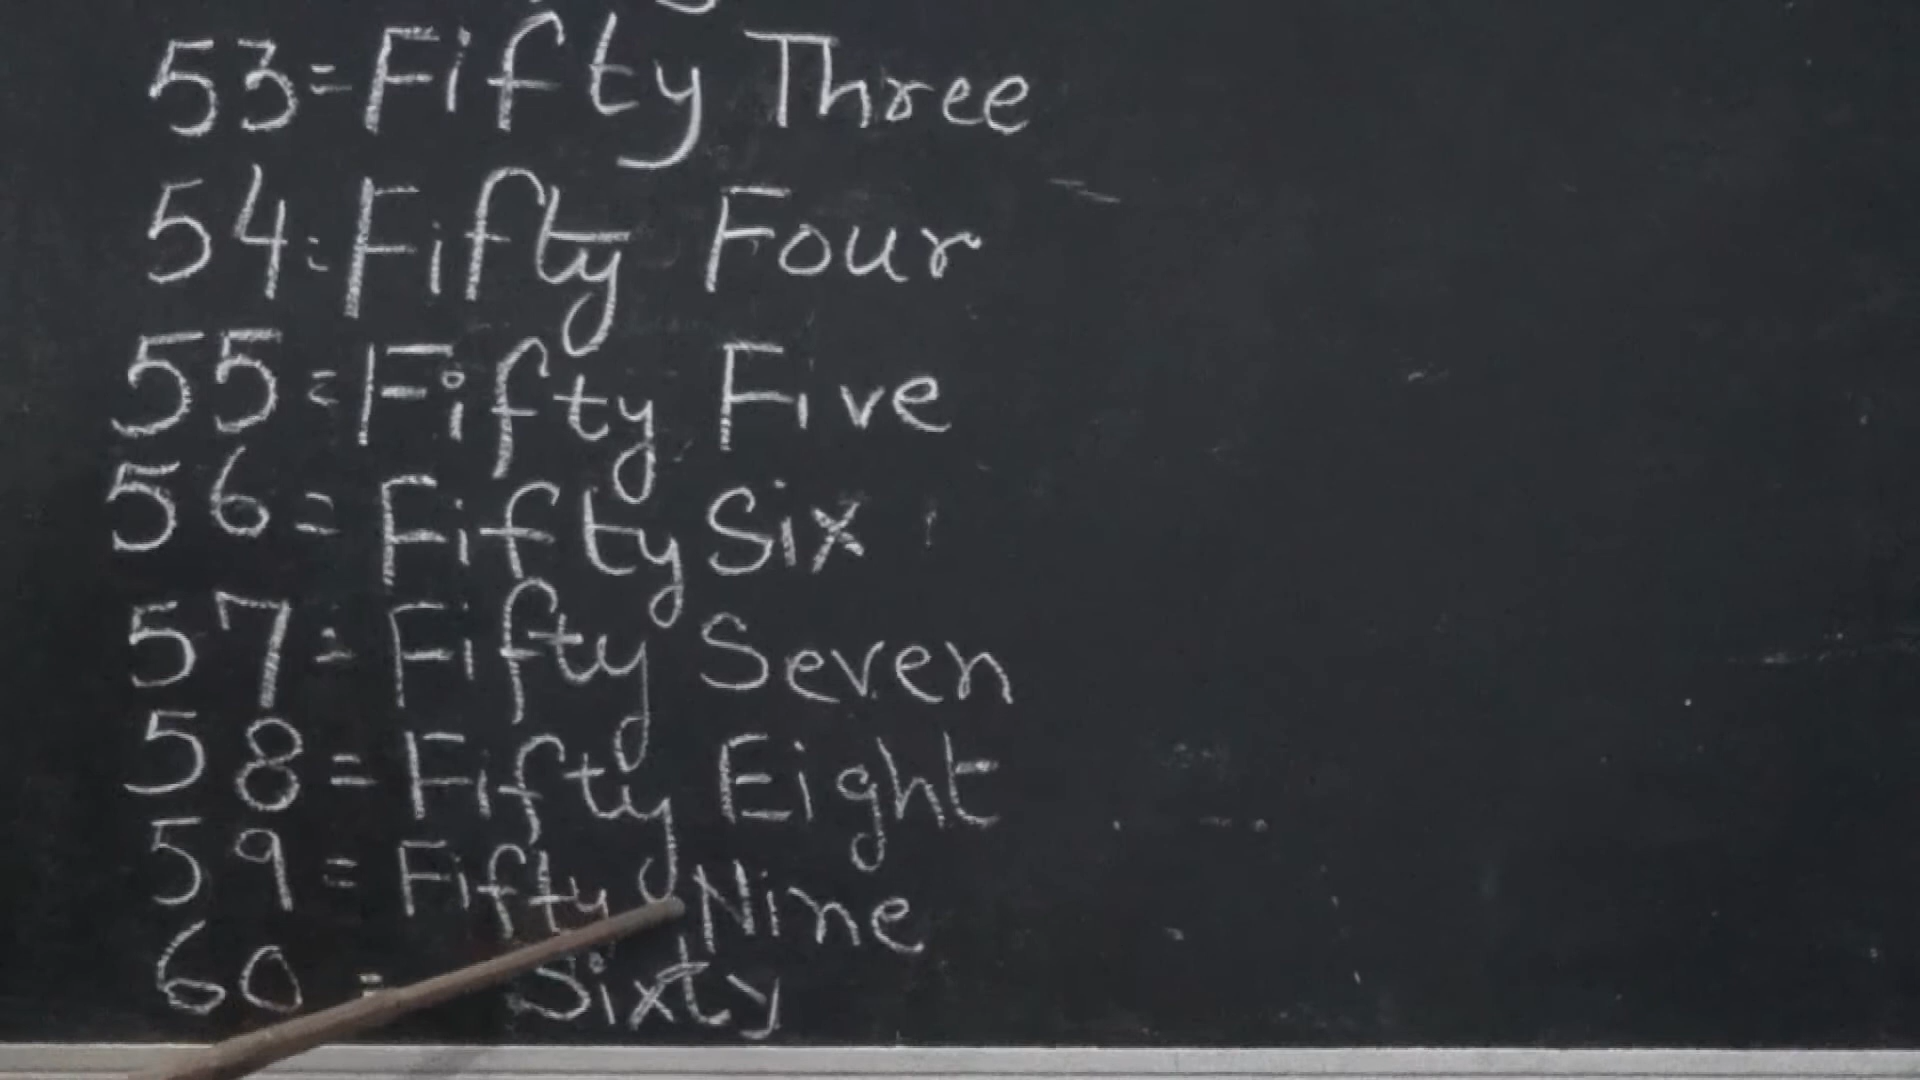 53=Fifty Three
54=Fifty Four
55=Fifty Five
56=Fifty Six
57=Fifty Seven
58=Fifty Eight
59=Fifty Nine
60=Sixty